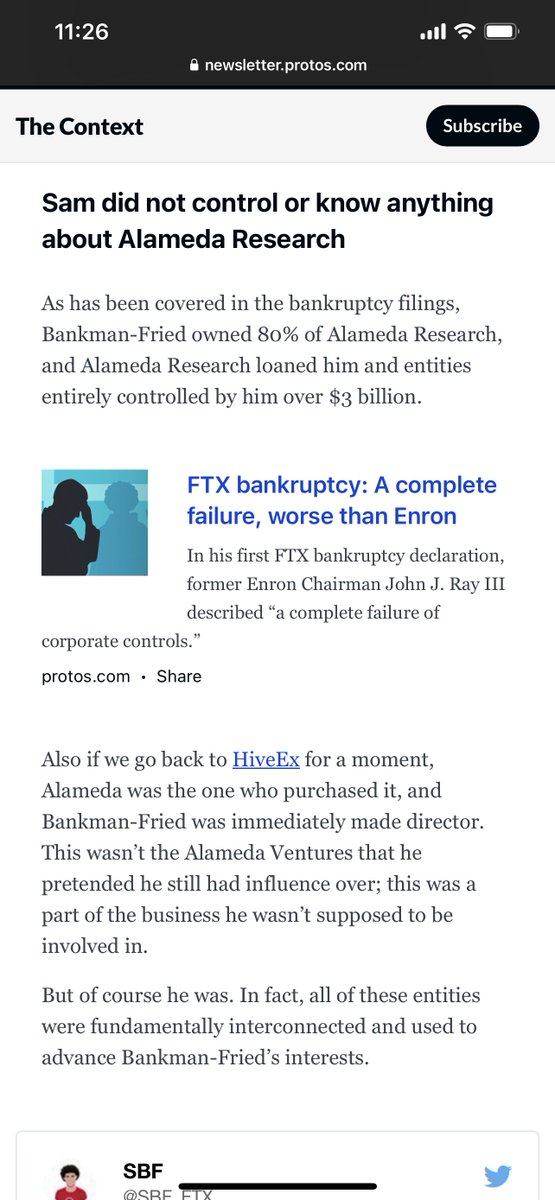 11:26
newsletter.protos.com
The Context
Subscribe
Sam did not control or know anything
about Alameda Research
As has been covered in the bankruptcy filings,
Bankman-Fried owned 80% of Alameda Research,
and Alameda Research loaned him and entities
entirely controlled by him over $3 billion.
FTX bankruptcy: A complete
failure, worse than Enron
In his first FTX bankruptcy declaration,
former Enron Chairman John J. Ray III
described “a complete failure of
corporate controls.”
protos.com • Share
Also if we go back to HiveEx for a moment,
Alameda was the one who purchased it, and
Bankman-Fried was immediately made director.
This wasn’t the Alameda Ventures that he
pretended he still had influence over; this was a
part of the business he wasn’t supposed to be
involved in.
But of course he was. In fact, all of these entities
were fundamentally interconnected and used to
advance Bankman-Fried’s interests.
SBF
@SBF_FTX